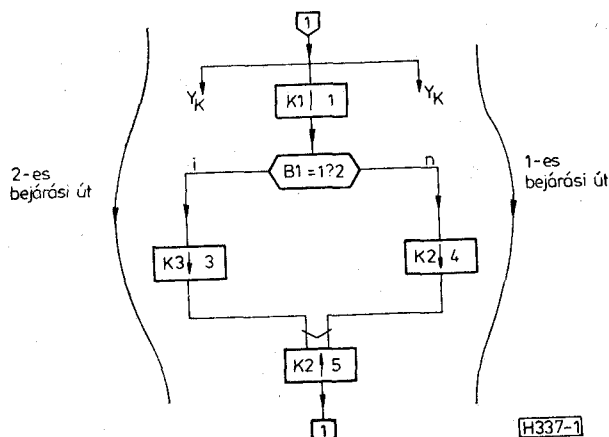 1
Y_K
Y_K
K1 | 1
2-es
bejárási út
1-es
bejárási út
i
B1 = 1?2
n
K3 ↓ 3
K2 ↓ 4
K2 ↑ 5
1
H337-1